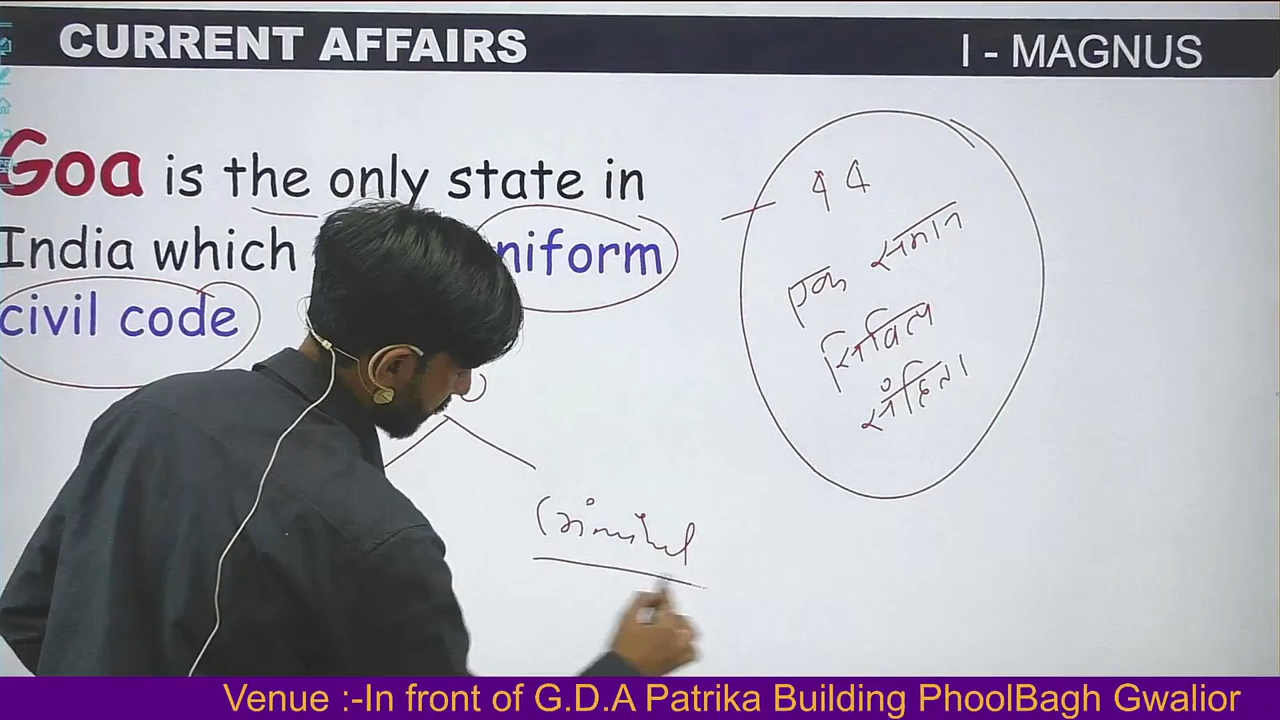 CURRENT AFFAIRS
I - MAGNUS
Goa is the only state in
India which niform
civil code
44
एक समान
सिविल
संहिता
Criminal
Venue :-In front of G.D.A Patrika Building PhoolBagh Gwalior